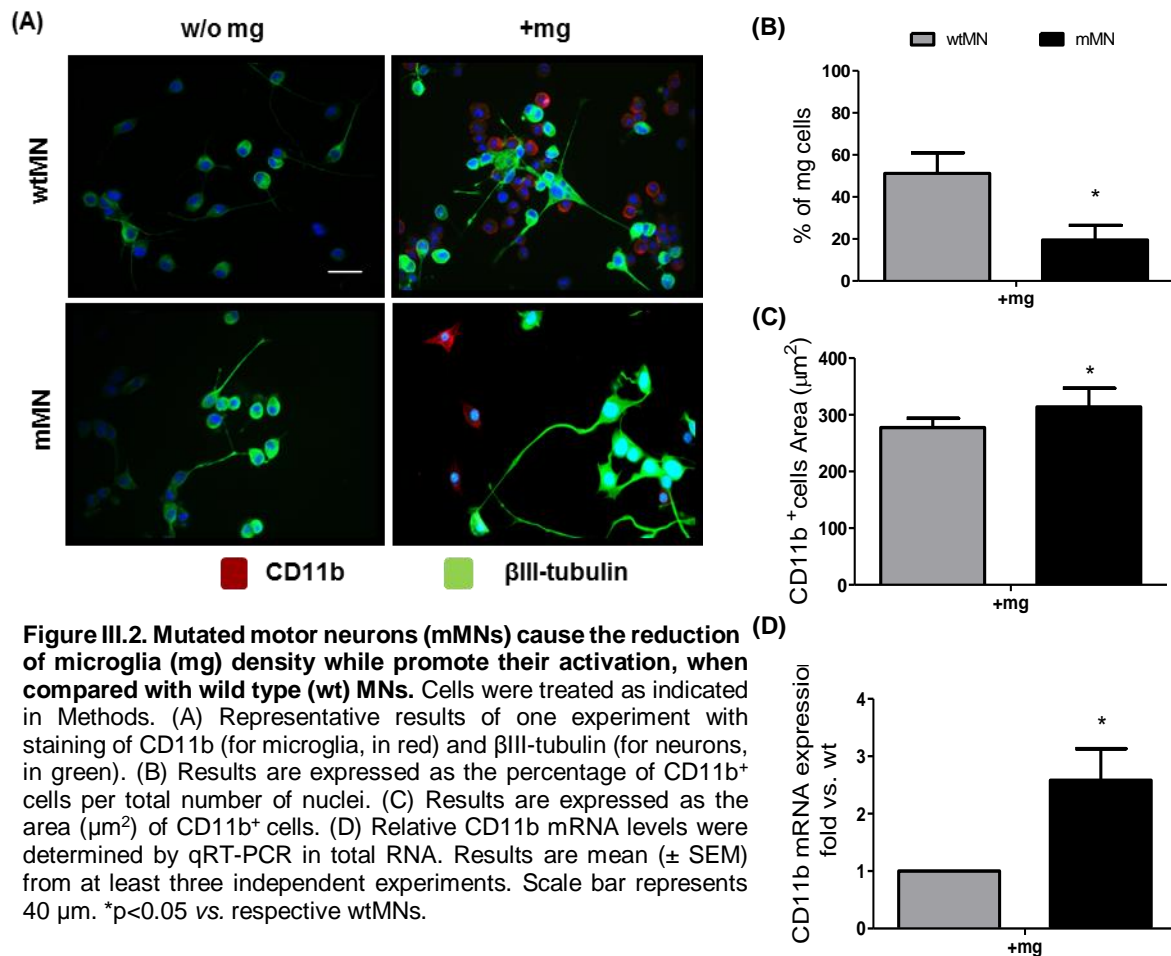 (A)
w/o mg
+mg
wtMN
mMN
CD11b
βIII-tubulin
(B)
wtMN
mMN
100
80
60
40
20
0
% of mg cells
*
+mg
(C)
400
300
200
100
0
CD11b + cells Area (μm2)
*
+mg
(D)
4
3
2
1
0
CD11b mRNA expression
fold vs. wt
*
+mg
Figure III.2. Mutated motor neurons (mMNs) cause the reduction
of microglia (mg) density while promote their activation, when
compared with wild type (wt) MNs. Cells were treated as indicated
in Methods. (A) Representative results of one experiment with
staining of CD11b (for microglia, in red) and βIII-tubulin (for neurons,
in green). (B) Results are expressed as the percentage of CD11b+
cells per total number of nuclei. (C) Results are expressed as the
area (μm2) of CD11b+ cells. (D) Relative CD11b mRNA levels were
determined by qRT-PCR in total RNA. Results are mean (± SEM)
from at least three independent experiments. Scale bar represents
40 μm. *p<0.05 vs. respective wtMNs.